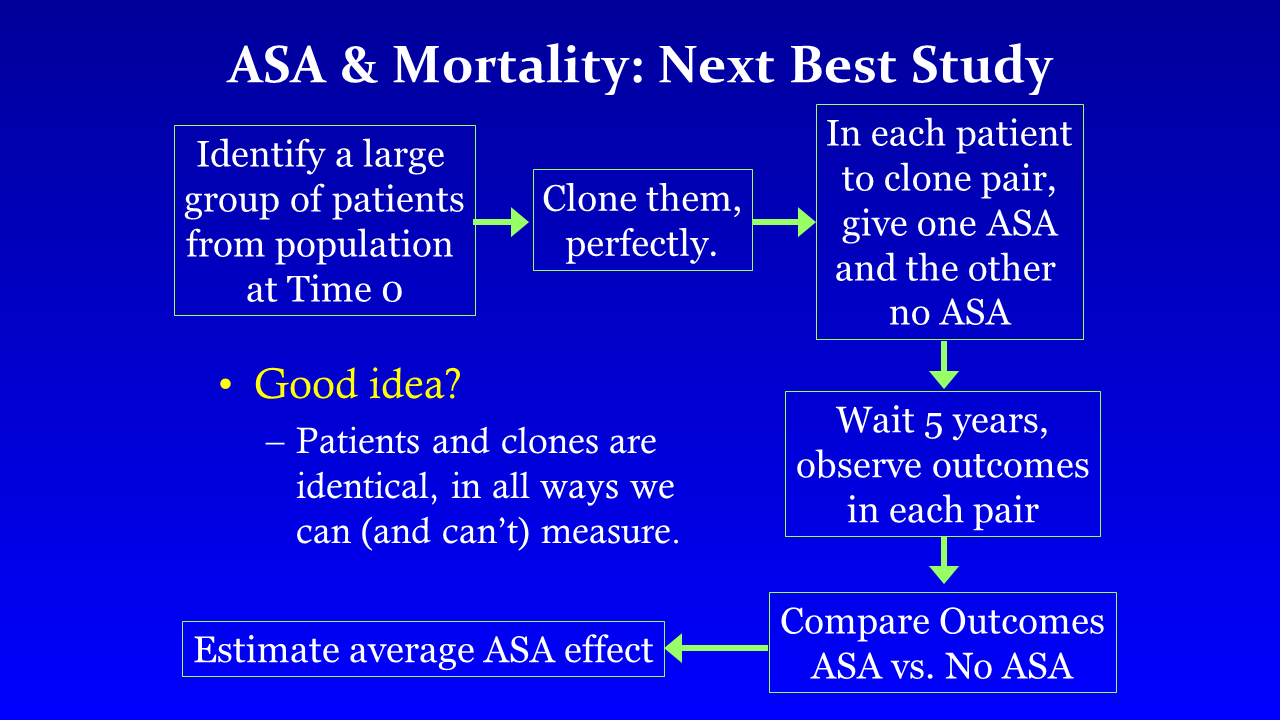 ASA & Mortality: Next Best Study
Identify a large
group of patients
from population
at Time 0
Clone them,
perfectly.
In each patient
to clone pair,
give one ASA
and the other
no ASA
• Good idea?
– Patients and clones are
identical, in all ways we
can (and can't) measure.
Wait 5 years,
observe outcomes
in each pair
Compare Outcomes
ASA vs. No ASA
Estimate average ASA effect